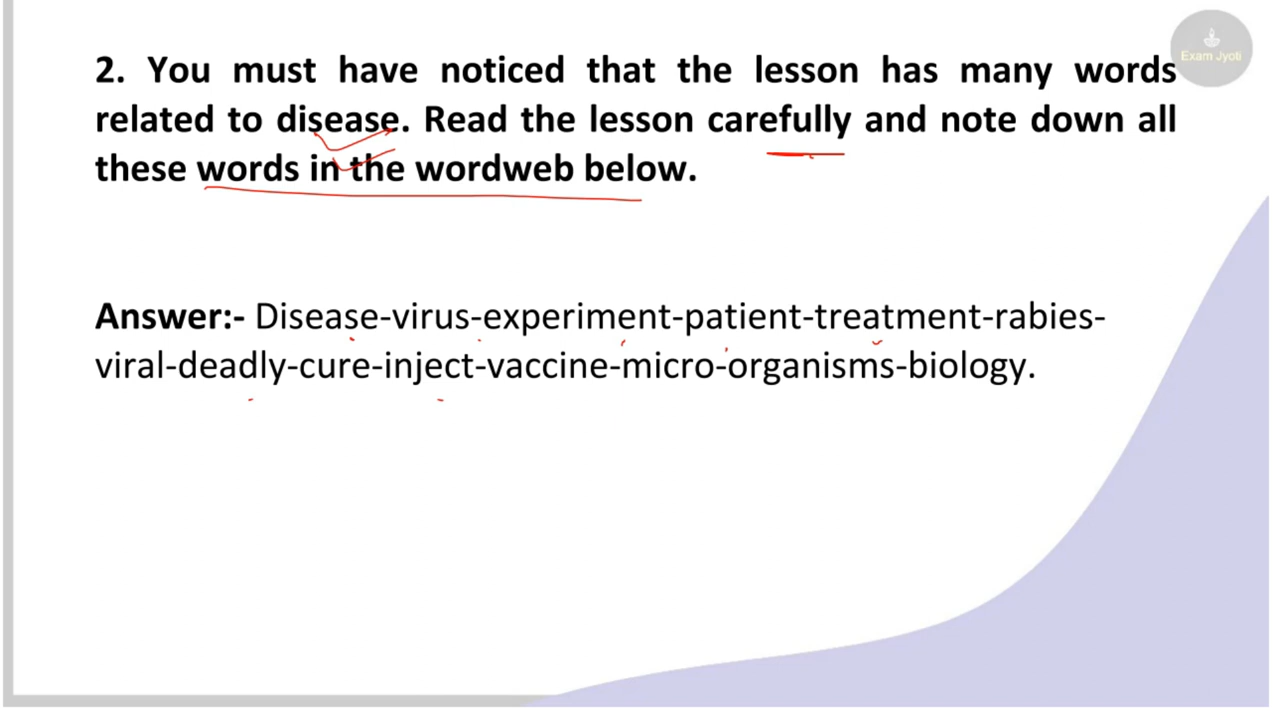 Exam Jyoti
2. You must have noticed that the lesson has many words
related to disease. Read the lesson carefully and note down all
these words in the wordweb below.
Answer:- Disease-virus-experiment-patient-treatment-rabies-
viral-deadly-cure-inject-vaccine-micro-organisms-biology.